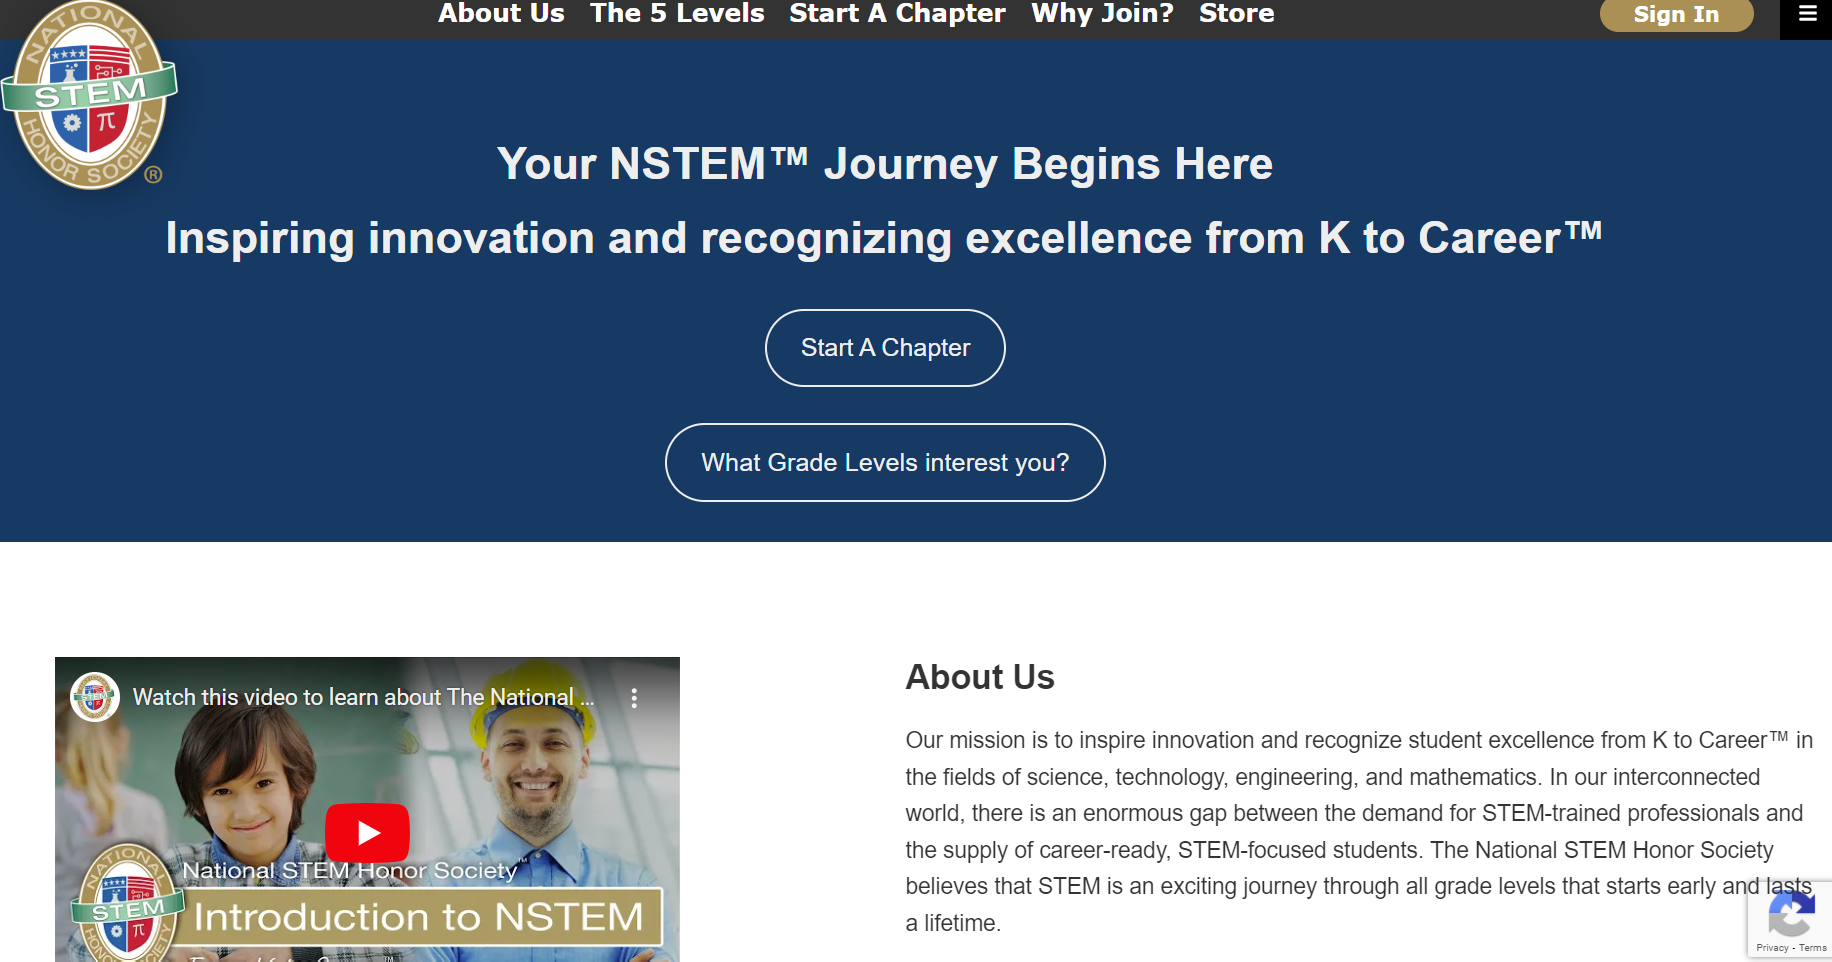 About Us The 5 Levels Start A Chapter Why Join? Store Sign In
NATIONAL
STEM
HONOR SOCIETY
π
®
Your NSTEM™ Journey Begins Here
Inspiring innovation and recognizing excellence from K to Career™
Start A Chapter
What Grade Levels interest you?
Watch this video to learn about The National ...
National STEM Honor Society™
NATIONAL
STEM
HONOR
π
Introduction to NSTEM
About Us
Our mission is to inspire innovation and recognize student excellence from K to Career™ in
the fields of science, technology, engineering, and mathematics. In our interconnected
world, there is an enormous gap between the demand for STEM-trained professionals and
the supply of career-ready, STEM-focused students. The National STEM Honor Society
believes that STEM is an exciting journey through all grade levels that starts early and lasts
a lifetime.
Privacy - Terms